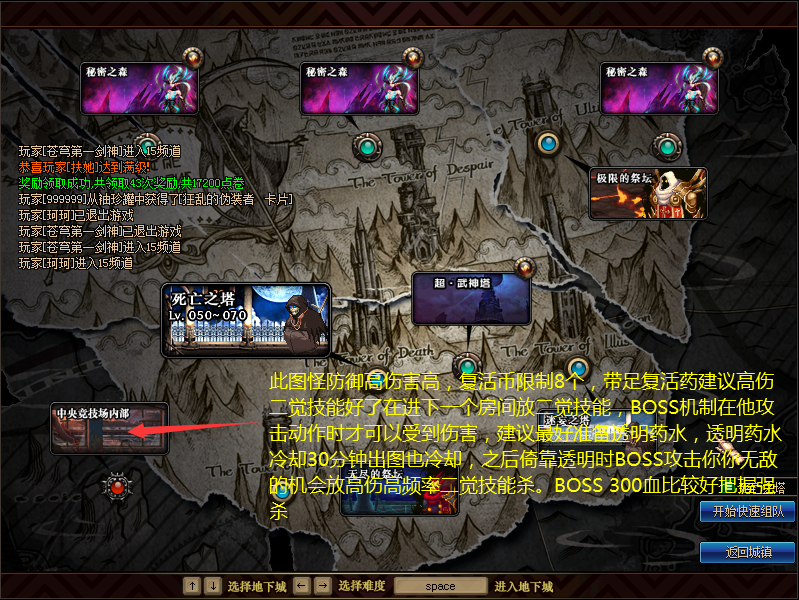 秘密之森
秘密之森
秘密之森
The Tower of Despair
极限的祭坛
玩家[苍穹第一剑神]进入15频道
恭喜玩家[扶她]达到满级!
奖励领取成功,共领取43次奖励,共17200点卷
玩家[999999]从袖珍罐中获得了[狂乱的伪装者 卡片]
玩家[珂珂]已退出游戏
玩家[苍穹第一剑神]已退出游戏
玩家[苍穹第一剑神]进入15频道
玩家[珂珂]进入15频道
超·武神塔
死亡之塔
Lv. 050~070
of Death
此图怪防御高伤害高，复活币限制8个，带足复活药建议高伤
二觉技能好了在进下一个房间放二觉技能，BOSS机制在他攻
击动作时才可以受到伤害，建议最好准备透明药水，透明药水
冷却30分钟出图也冷却，之后倚靠透明时BOSS攻击你你无敌
的机会放高伤高频率二觉技能杀。BOSS 300血比较好把握强
杀
中央竞技场内部
无尽的祭坛
开始快速组队
返回城镇
↑ ↓ 选择地下城 ← → 选择难度 space 进入地下城